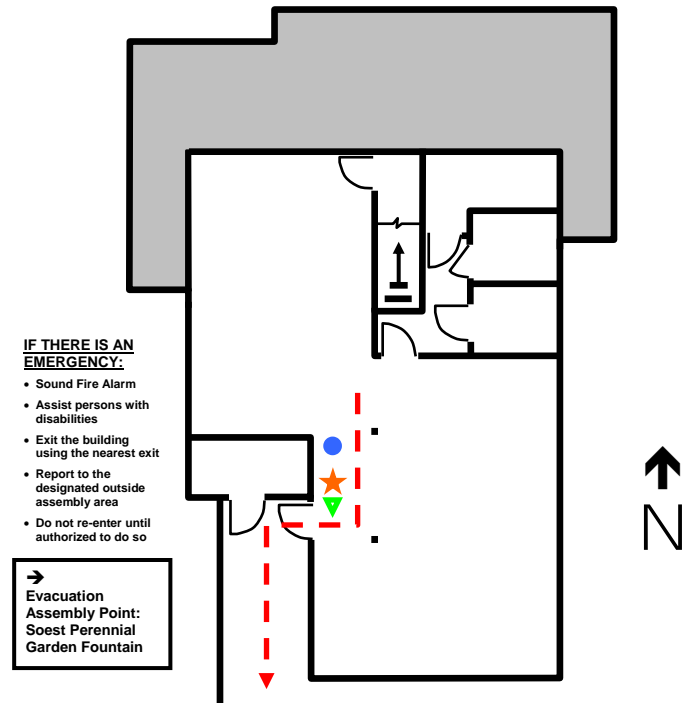 IF THERE IS AN
EMERGENCY:
• Sound Fire Alarm
• Assist persons with
disabilities
• Exit the building
using the nearest exit
• Report to the
designated outside
assembly area
• Do not re-enter until
authorized to do so
➔
Evacuation
Assembly Point:
Soest Perennial
Garden Fountain
N